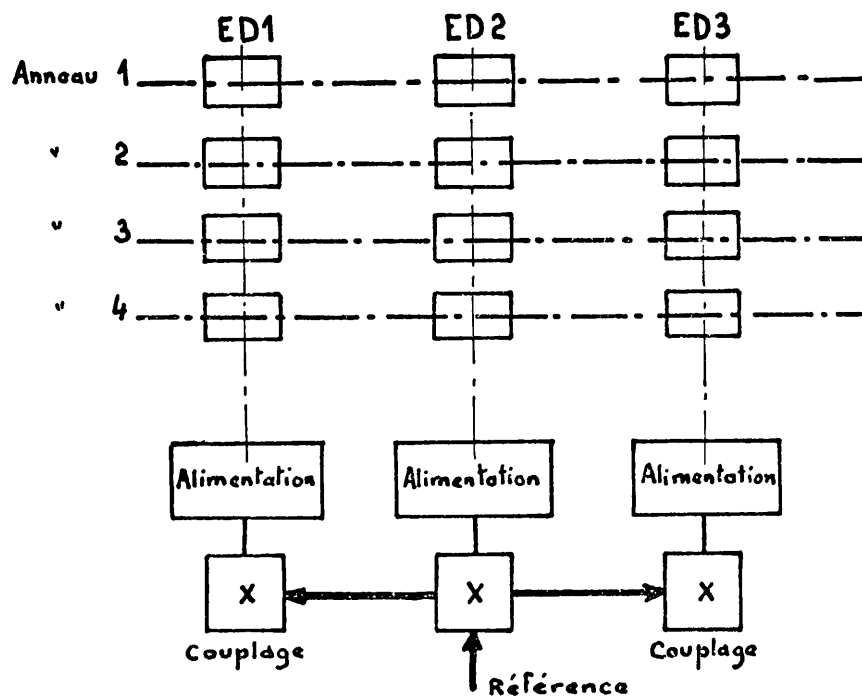 ED1 ED2 ED3
Anneau 1
" 2
" 3
" 4
Alimentation Alimentation Alimentation
X X X
Couplage Couplage
Référence